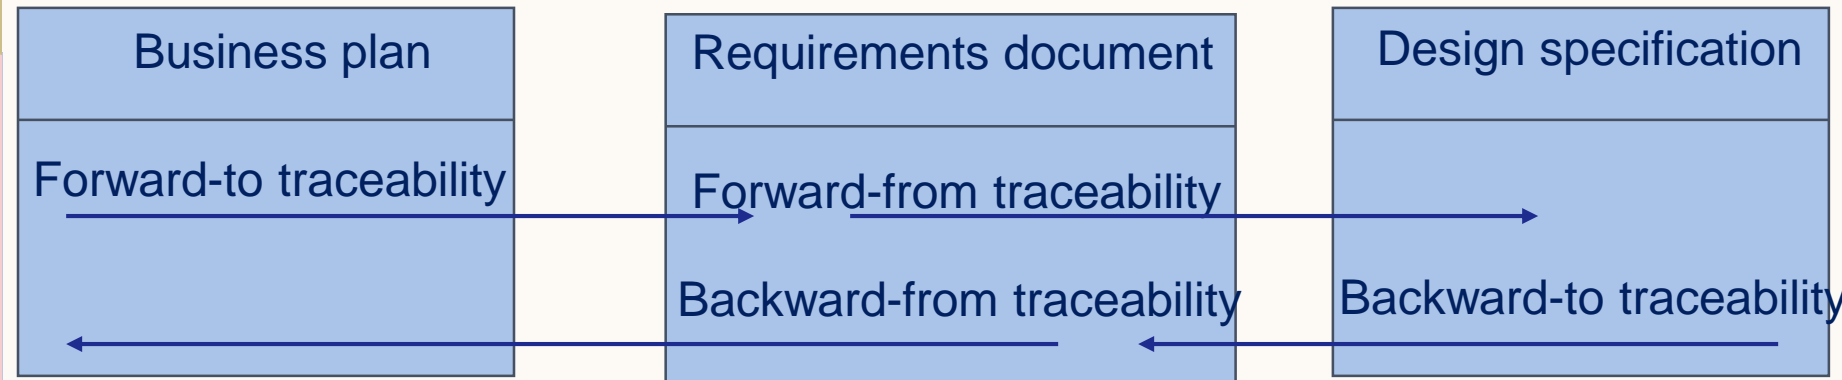 Business plan
Requirements document
Design specification
Forward-to traceability
Forward-from traceability
Backward-from traceability
Backward-to traceability